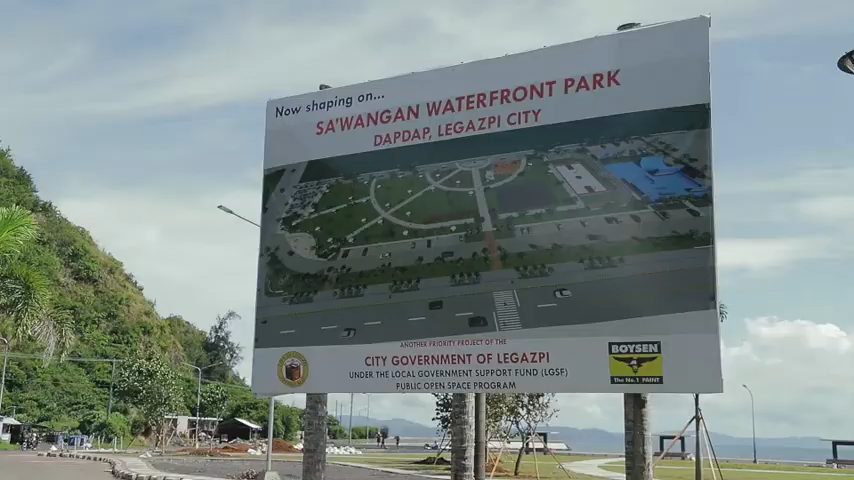 Now shaping on...
SA'WANGAN WATERFRONT PARK
DAPDAP, LEGAZPI CITY
ANOTHER PRIORITY PROJECT OF THE
CITY GOVERNMENT OF LEGAZPI
UNDER THE LOCAL GOVERNMENT SUPPORT FUND (LGSF)
PUBLIC OPEN SPACE PROGRAM
BOYSEN
The No.1 PAINT